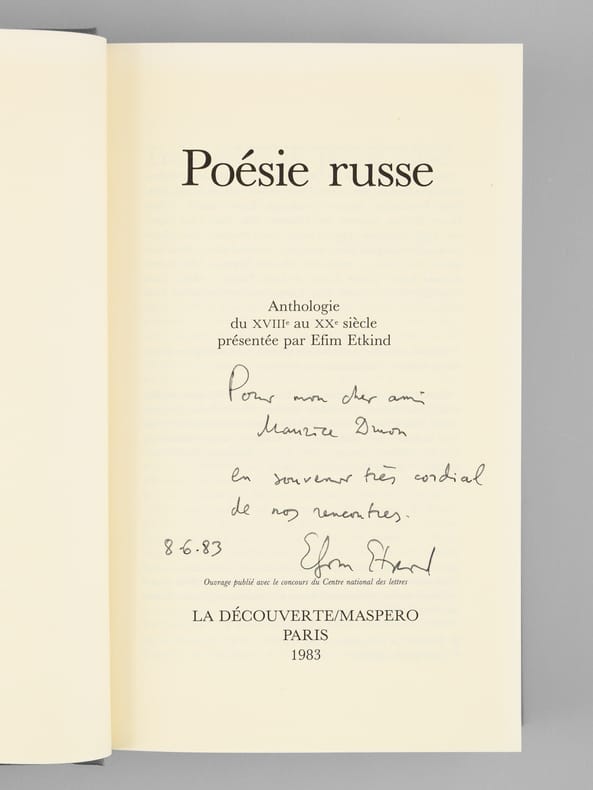 Poésie russe
Anthologie
du XVIIIe au XXe siècle
présentée par Efim Etkind
Pour mon cher ami
Maurice Druon
en souvenir très cordial
de nos rencontres.
8-6.83
Efim Etkind
Ouvrage publié avec le concours du Centre national des lettres
LA DÉCOUVERTE/MASPERO
PARIS
1983